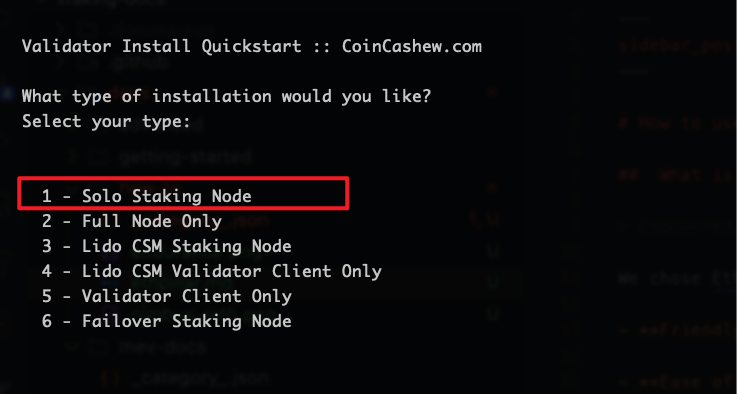 Validator Install Quickstart :: CoinCashew.com
What type of installation would you like?
Select your type:
1 - Solo Staking Node
2 - Full Node Only
3 - Lido CSM Staking Node
4 - Lido CSM Validator Client Only
5 - Validator Client Only
6 - Failover Staking Node